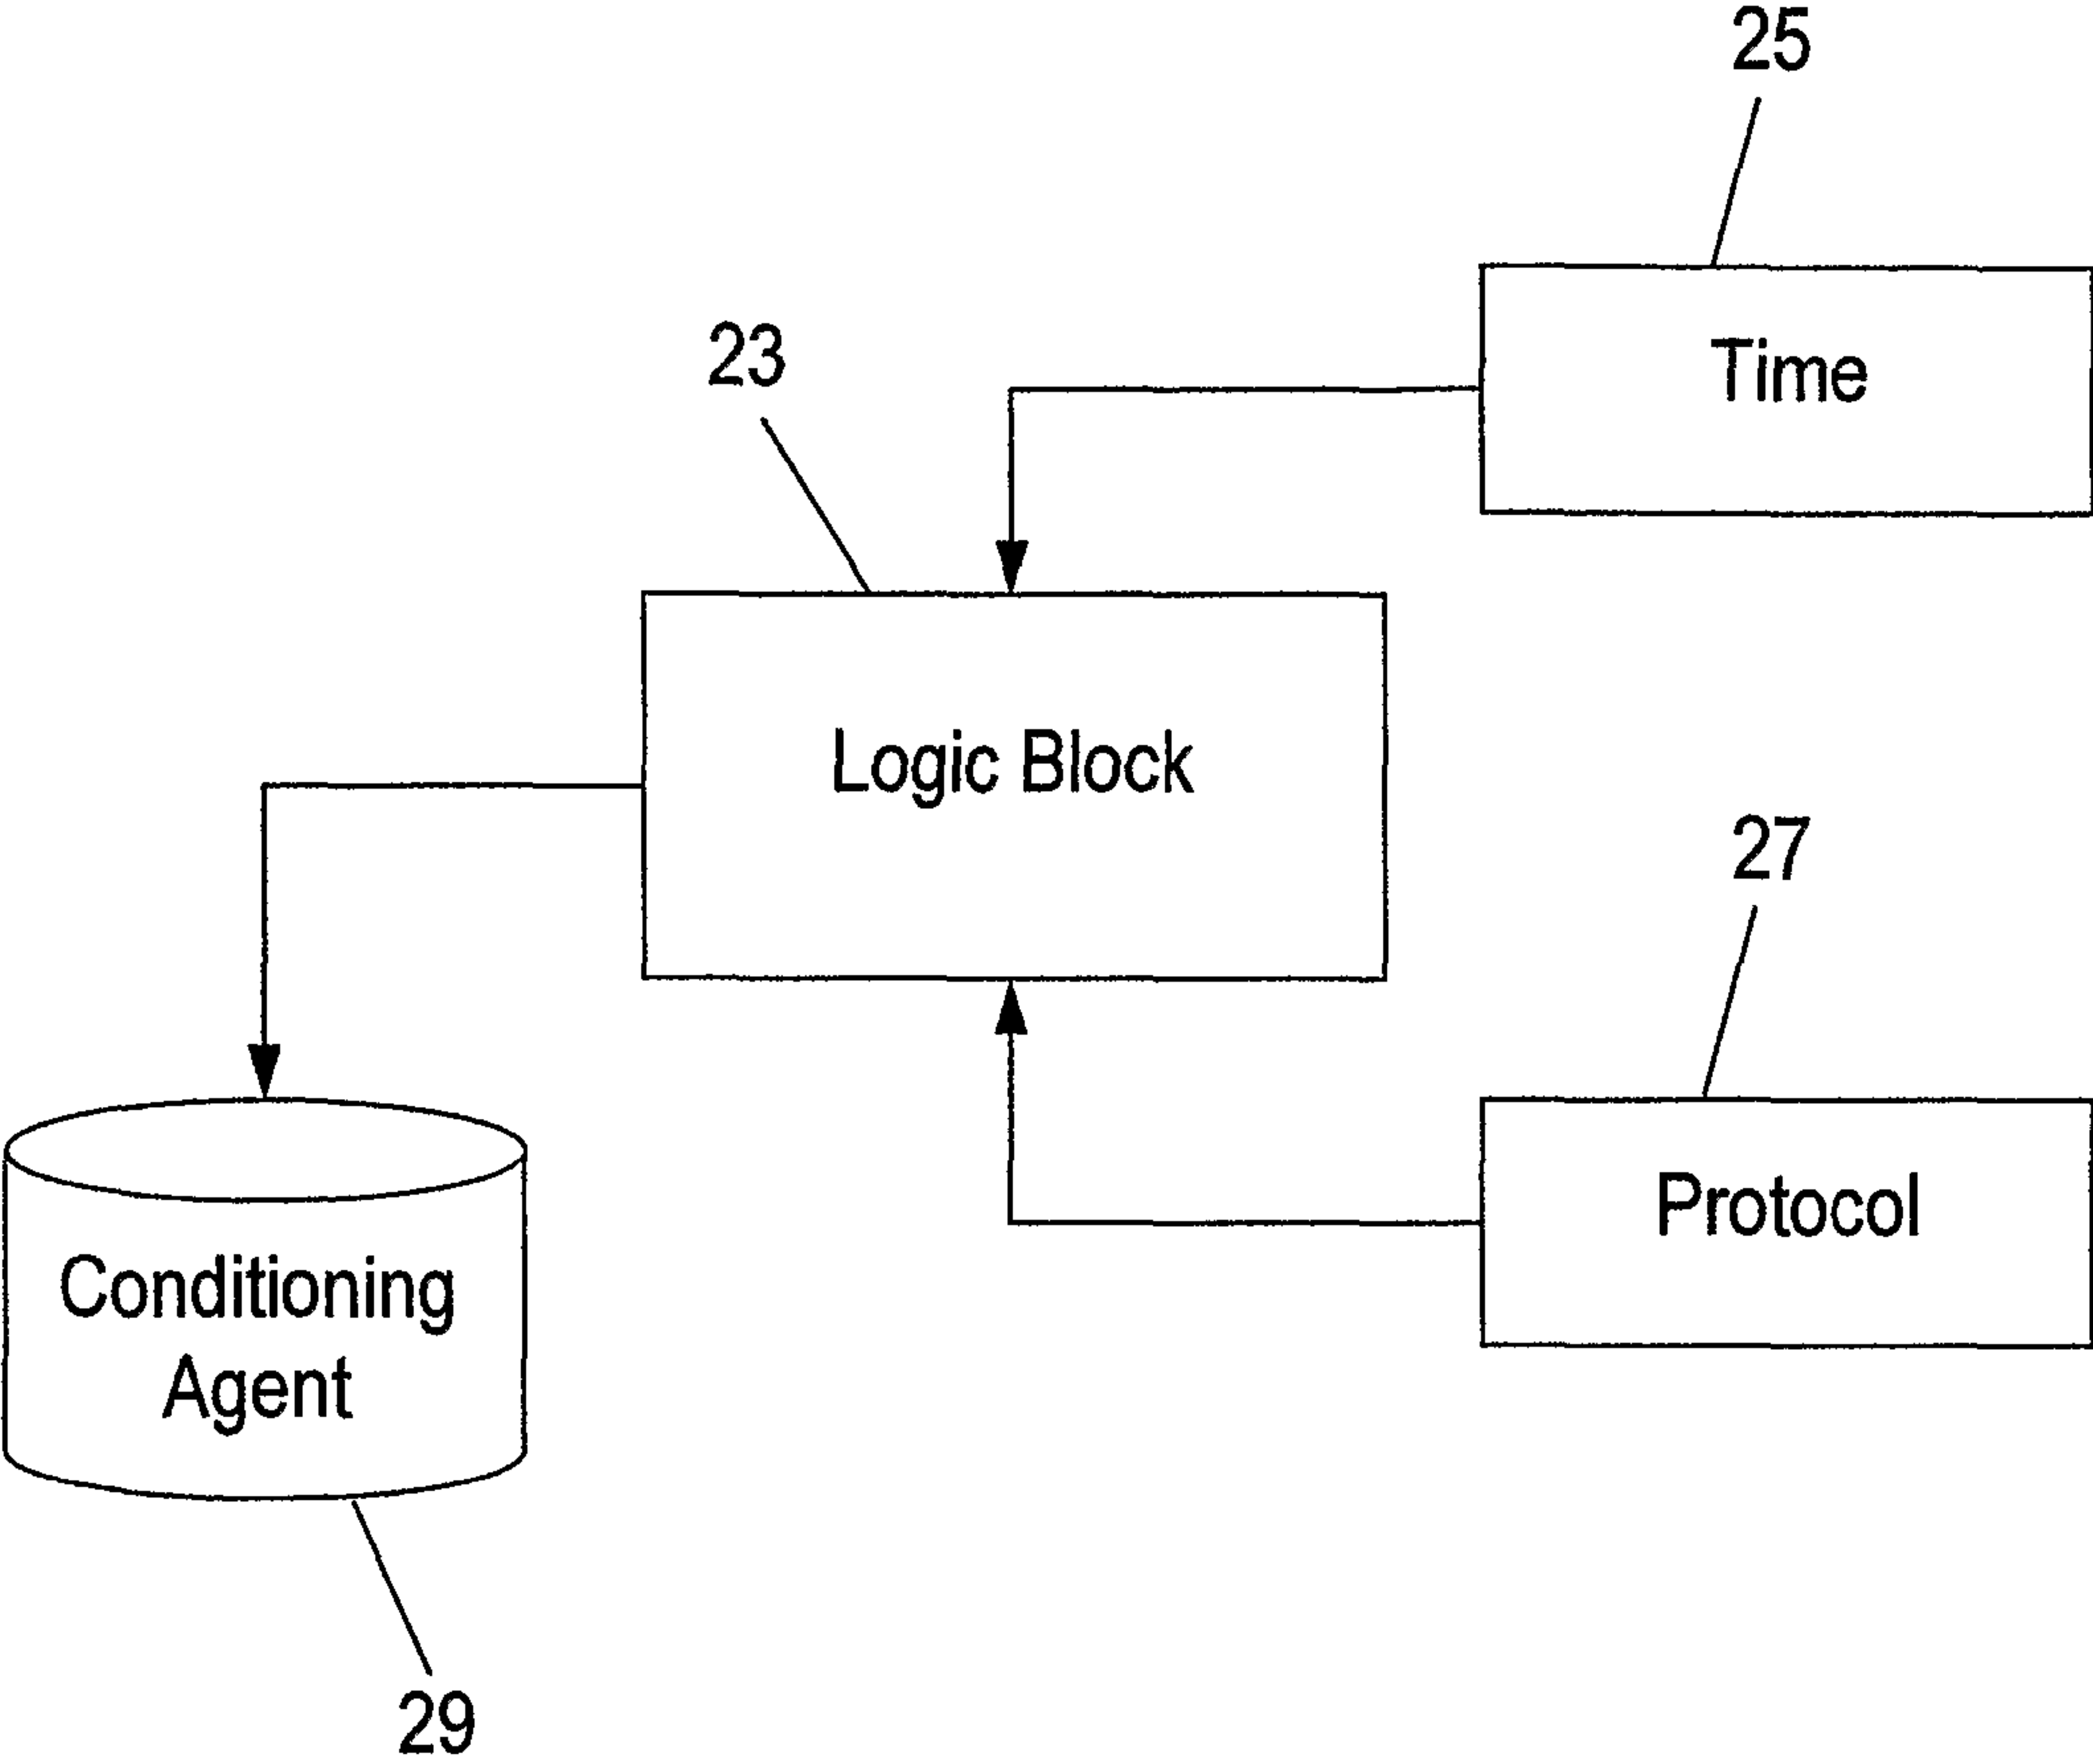 25
Time
23
Logic Block
27
Protocol
Conditioning
Agent
29